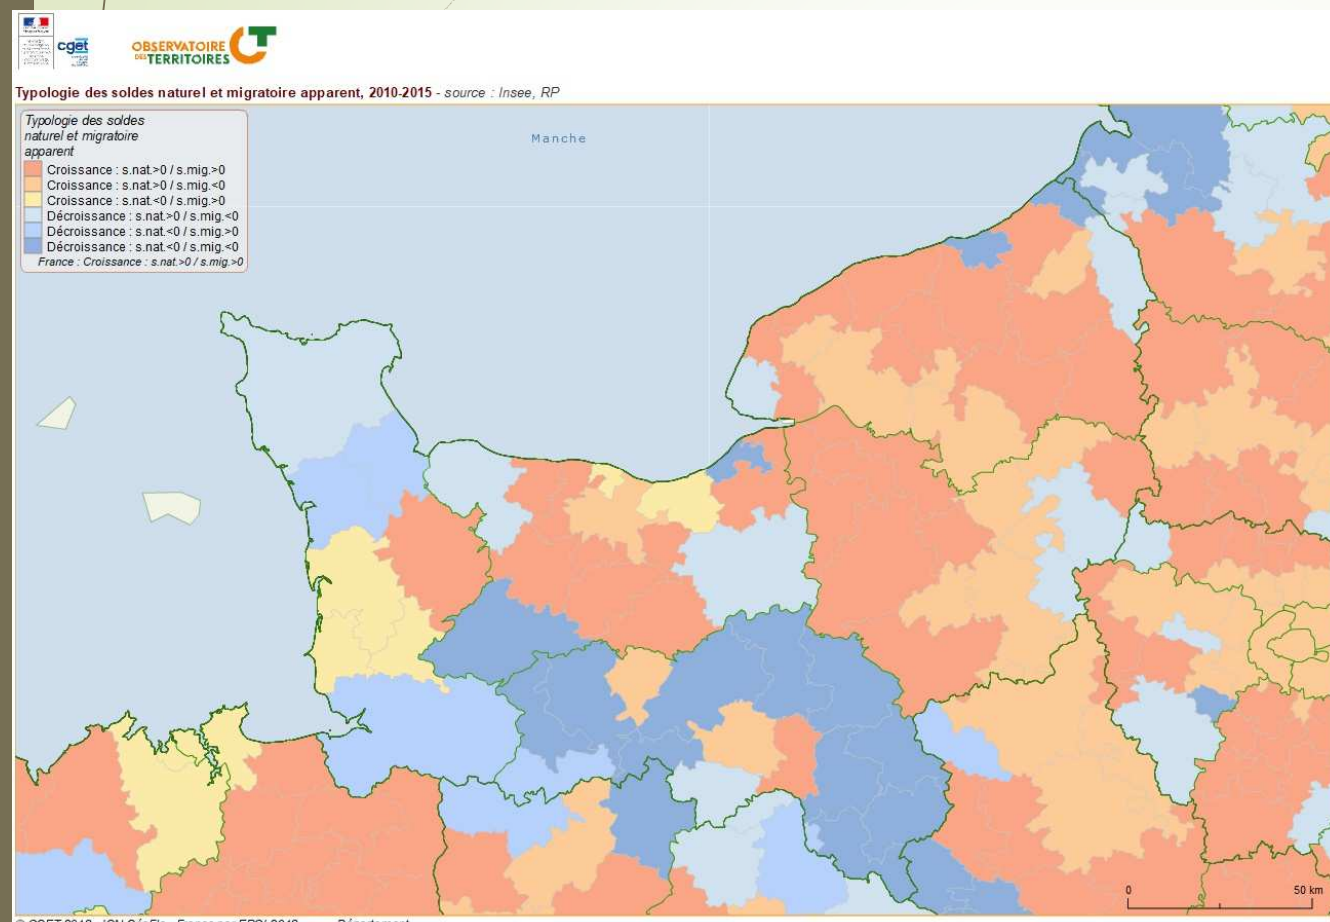 cget
OBSERVATOIRE
DES TERRITOIRES
Typologie des soldes naturel et migratoire apparent, 2010-2015 - source : Insee, RP
Typologie des soldes
naturel et migratoire
apparent
Croissance : s.nat.>0 / s.mig.>0
Croissance : s.nat.>0 / s.mig.<0
Croissance : s.nat.<0 / s.mig.>0
Décroissance : s.nat.>0 / s.mig.<0
Décroissance : s.nat.<0 / s.mig.>0
Décroissance : s.nat.<0 / s.mig.<0
France : Croissance : s.nat.>0 / s.mig.>0
Manche
0 50 km